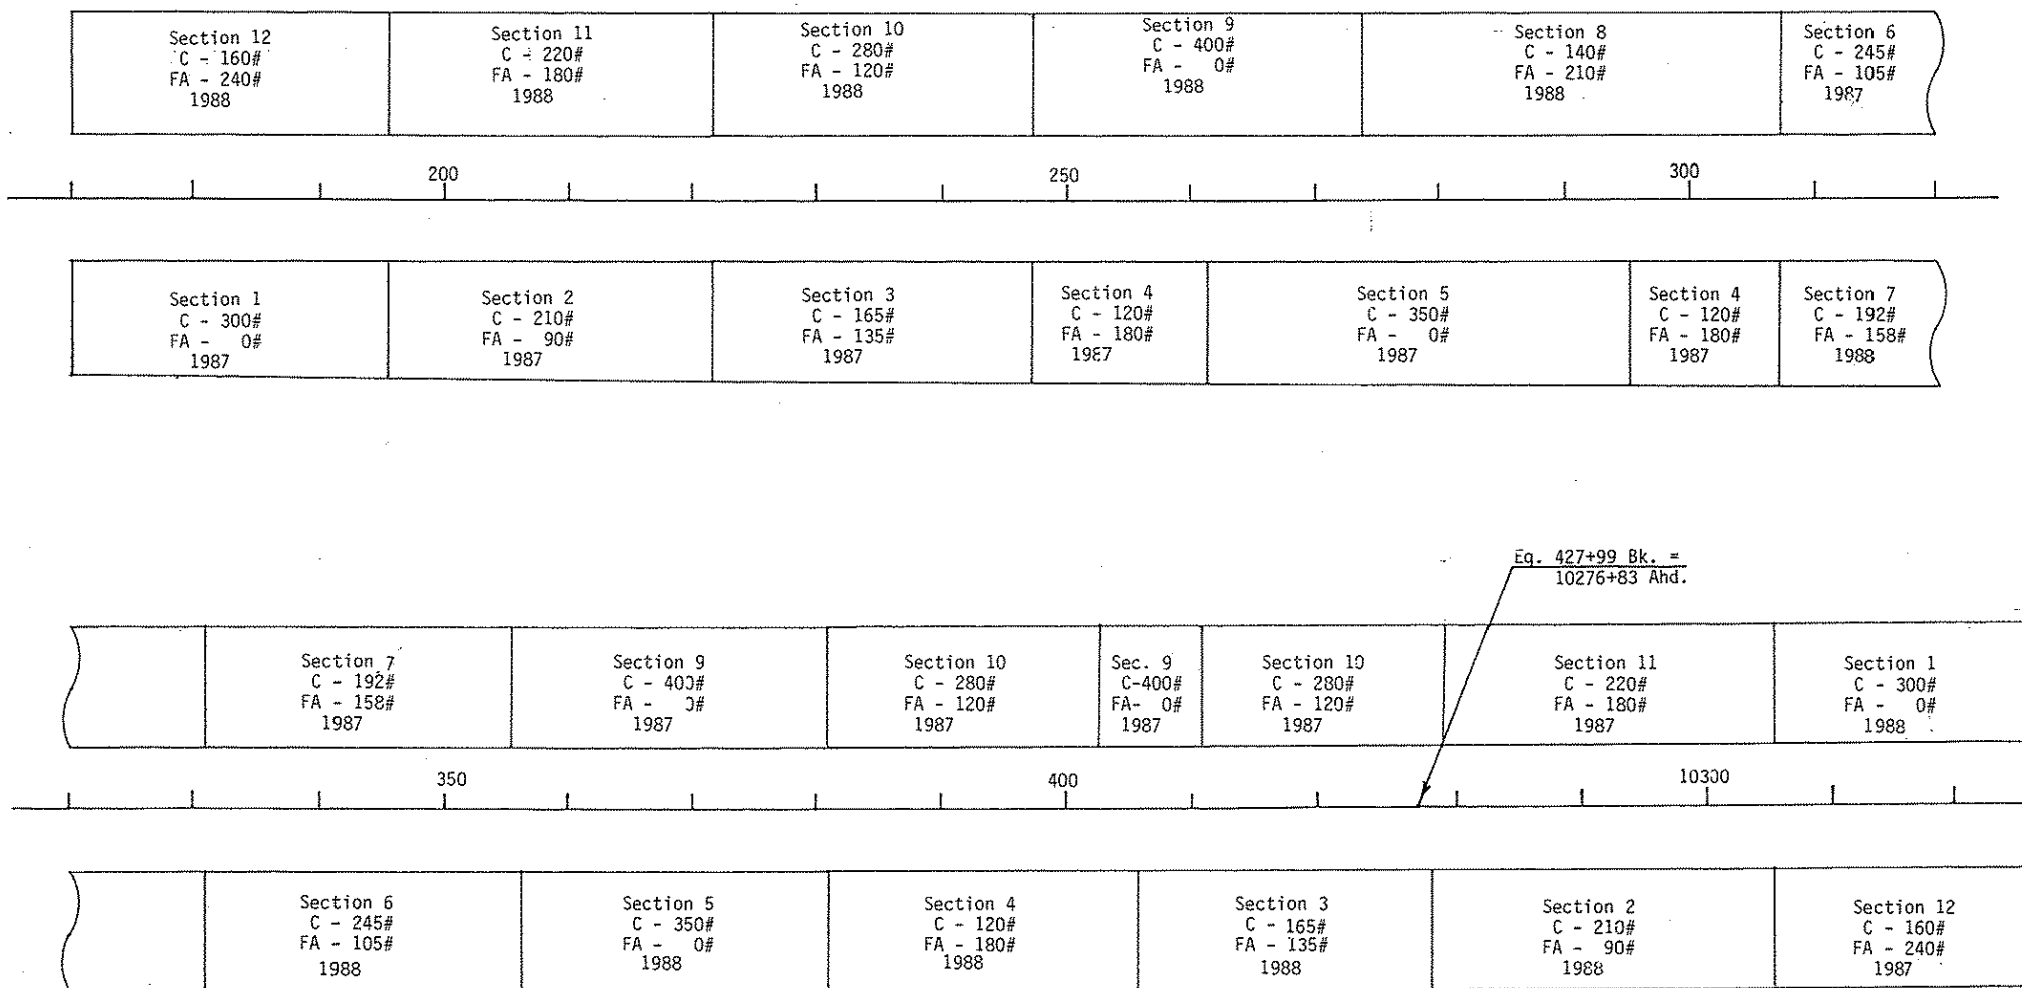 Section 12
C - 160#
FA - 240#
1988
Section 11
C - 220#
FA - 180#
1988
Section 10
C - 280#
FA - 120#
1988
Section 9
C - 400#
FA - 0#
1988
Section 8
C - 140#
FA - 210#
1988
Section 6
C - 245#
FA - 105#
1987
200
250
300
Section 1
C - 300#
FA - 0#
1987
Section 2
C - 210#
FA - 90#
1987
Section 3
C - 165#
FA - 135#
1987
Section 4
C - 120#
FA - 180#
1987
Section 5
C - 350#
FA - 0#
1987
Section 4
C - 120#
FA - 180#
1987
Section 7
C - 192#
FA - 158#
1988
Eq. 427+99 Bk. =
10276+83 Ahd.
Section 7
C - 192#
FA - 158#
1987
Section 9
C - 400#
FA - 0#
1987
Section 10
C - 280#
FA - 120#
1987
Sec. 9
C-400#
FA- 0#
1987
Section 10
C - 280#
FA - 120#
1987
Section 11
C - 220#
FA - 180#
1987
Section 1
C - 300#
FA - 0#
1988
350
400
10300
Section 6
C - 245#
FA - 105#
1988
Section 5
C - 350#
FA - 0#
1988
Section 4
C - 120#
FA - 180#
1988
Section 3
C - 165#
FA - 135#
1988
Section 2
C - 210#
FA - 90#
1988
Section 12
C - 160#
FA - 240#
1987